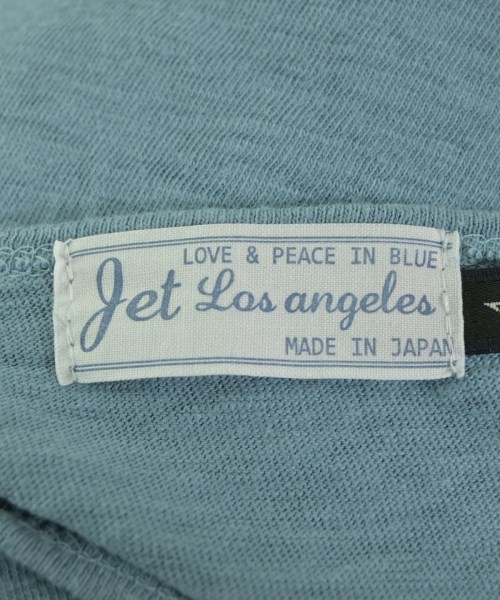 LOVE & PEACE IN BLUE
Jet Los angeles
MADE IN JAPAN